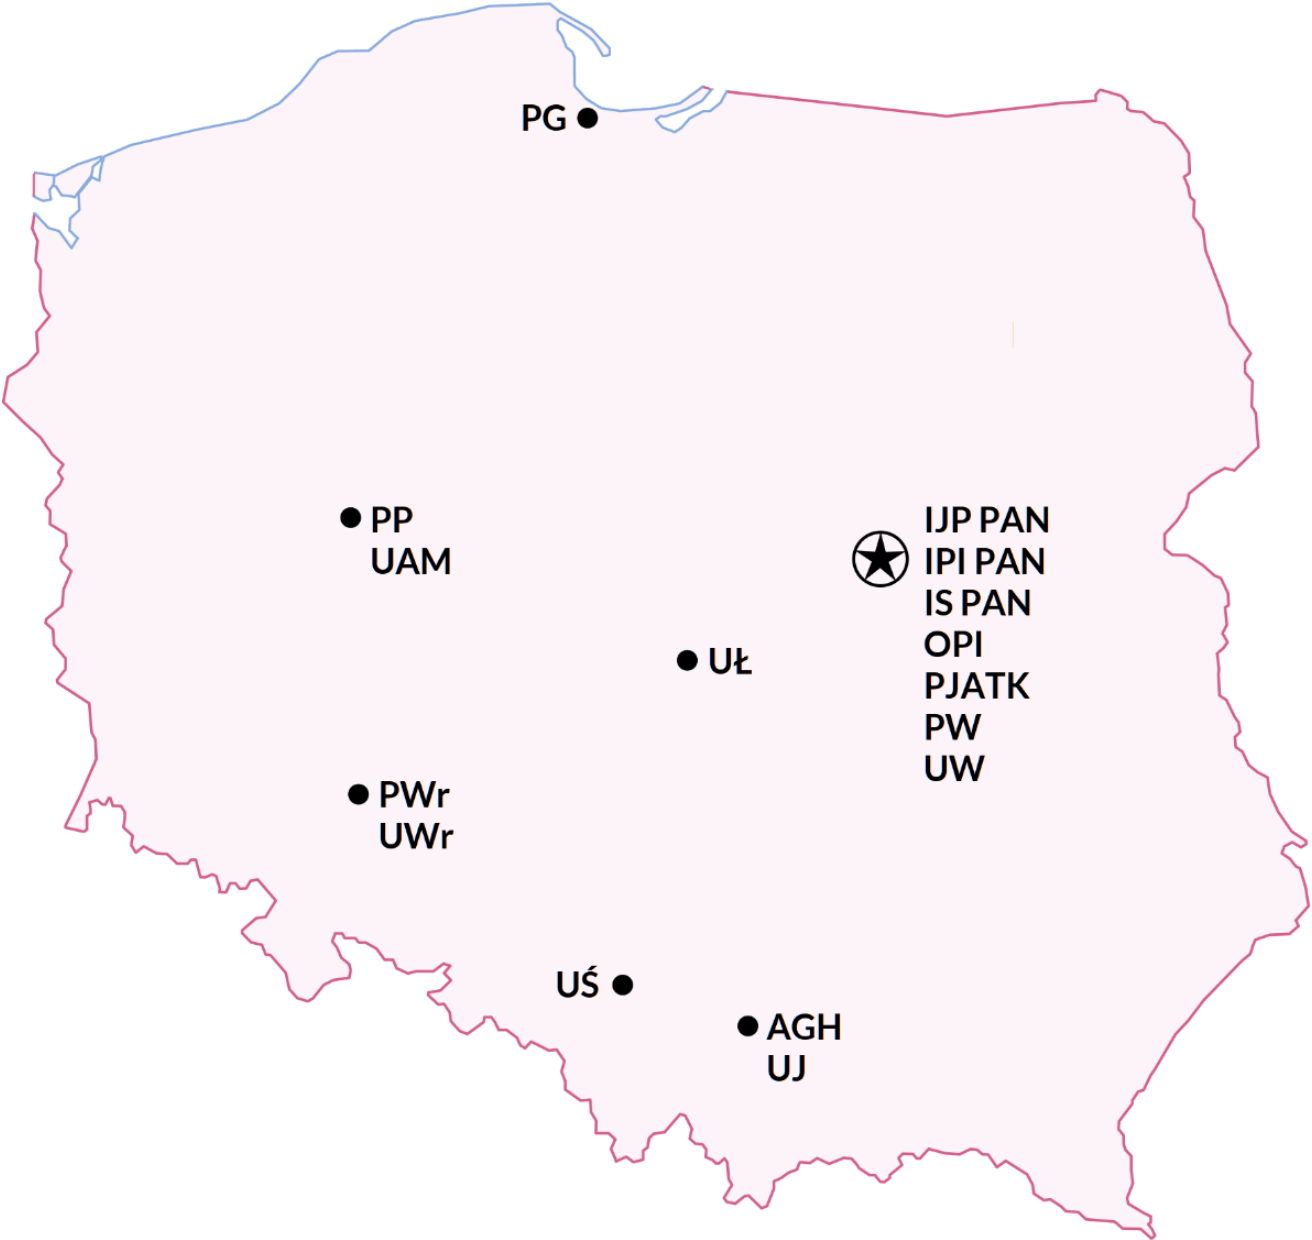 PG
PP
UAM
IJP PAN
IPI PAN
IS PAN
OPI
PJATK
PW
UW
UŁ
PWr
UWr
UŚ
AGH
UJ